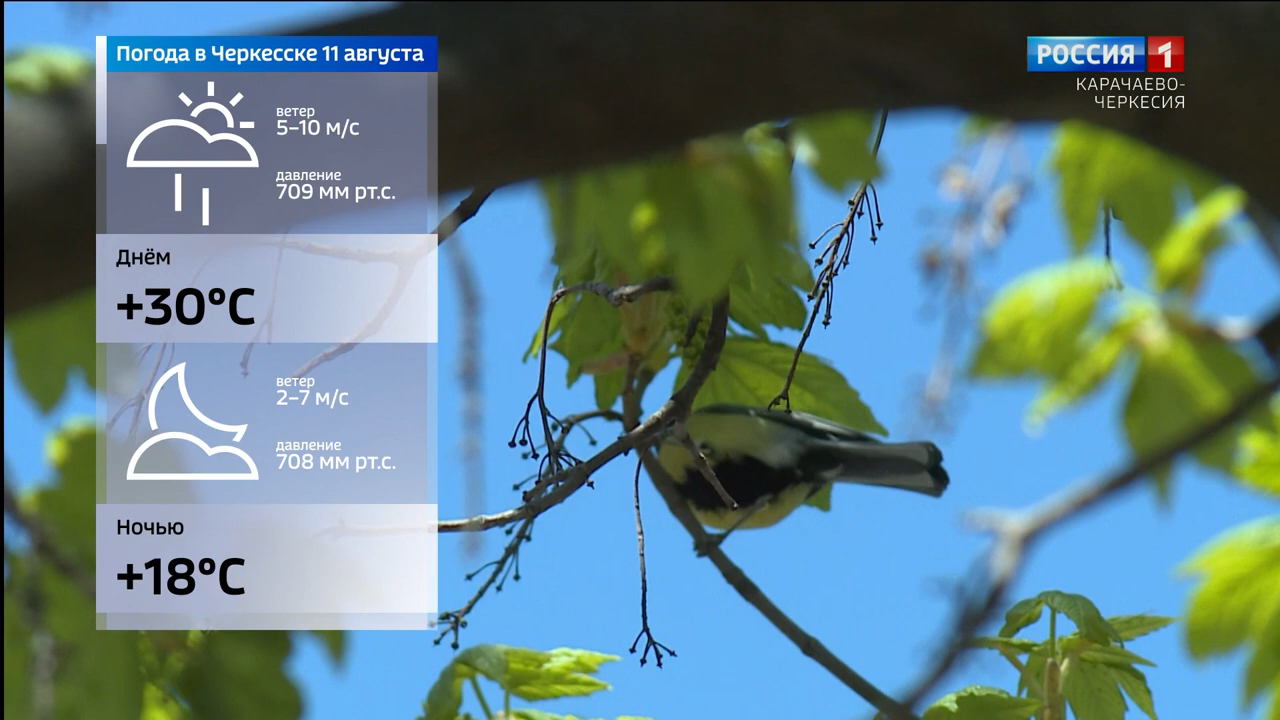 Погода в Черкесске 11 августа
ветер
5–10 м/с
давление
709 мм рт.с.
Днём
+30°C
ветер
2–7 м/с
давление
708 мм рт.с.
Ночью
+18°C
РОССИЯ 1
КАРАЧАЕВО-
ЧЕРКЕСИЯ